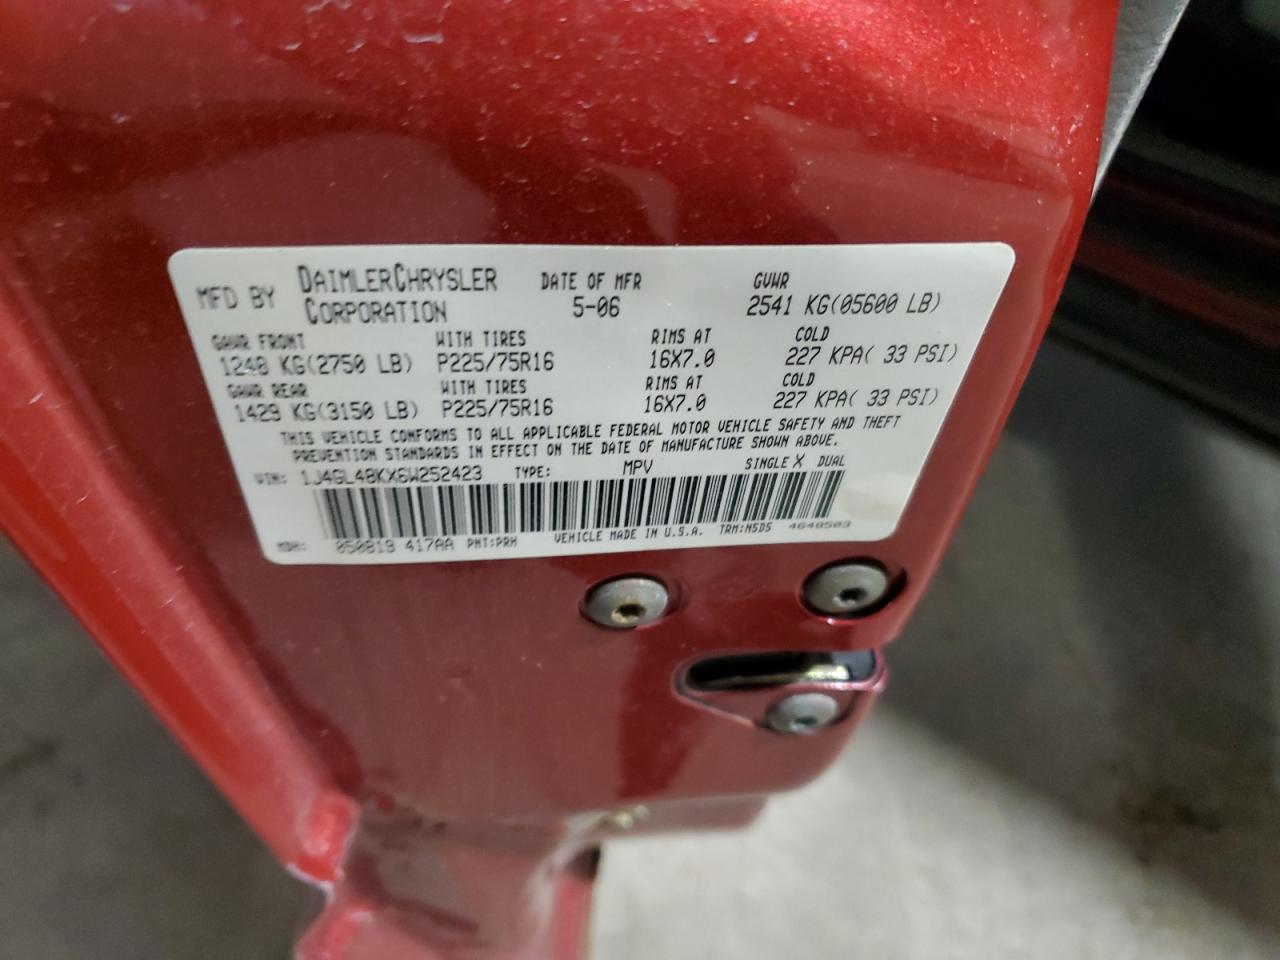 MFD BY DAIMLERCHRYSLER CORPORATION DATE OF MFR 5-06 GVWR 2541 KG(05600 LB)
GAWR FRONT WITH TIRES RIMS AT COLD
1248 KG(2750 LB) P225/75R16 16X7.0 227 KPA( 33 PSI)
GAWR REAR WITH TIRES RIMS AT COLD
1429 KG(3150 LB) P225/75R16 16X7.0 227 KPA( 33 PSI)
THIS VEHICLE CONFORMS TO ALL APPLICABLE FEDERAL MOTOR VEHICLE SAFETY AND THEFT
PREVENTION STANDARDS IN EFFECT ON THE DATE OF MANUFACTURE SHOWN ABOVE.
VIN: 1J4GL48KX6W252423 TYPE: MPV SINGLE X DUAL
MDH: 050819 417AA PNT:PRH VEHICLE MADE IN U.S.A. TRM:N5D5 4648503